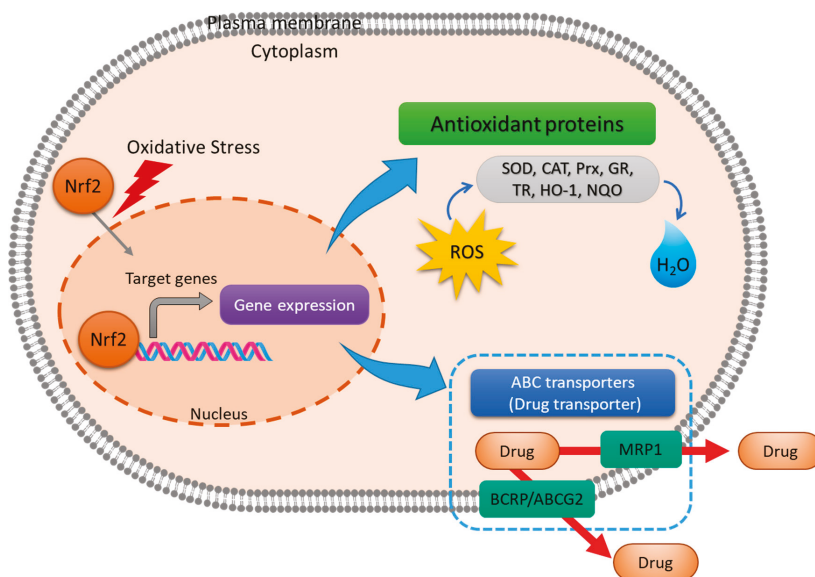 Plasma membrane
Cytoplasm
Antioxidant proteins
Oxidative Stress
SOD, CAT, Prx, GR,
TR, HO-1, NQO
Nrf2
ROS
H₂O
Target genes
Gene expression
Nrf2
Nucleus
ABC transporters
(Drug transporter)
Drug
MRP1
Drug
BCRP/ABCG2
Drug